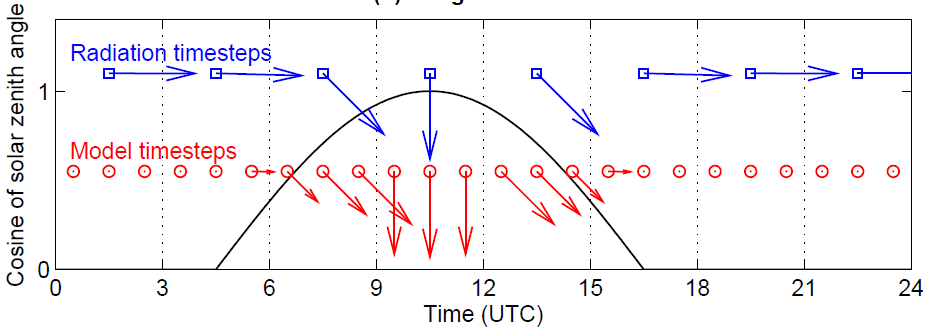 Radiation timesteps
1
Model timesteps
0
Cosine of solar zenith angle
0 3 6 9 12 15 18 21 24
Time (UTC)